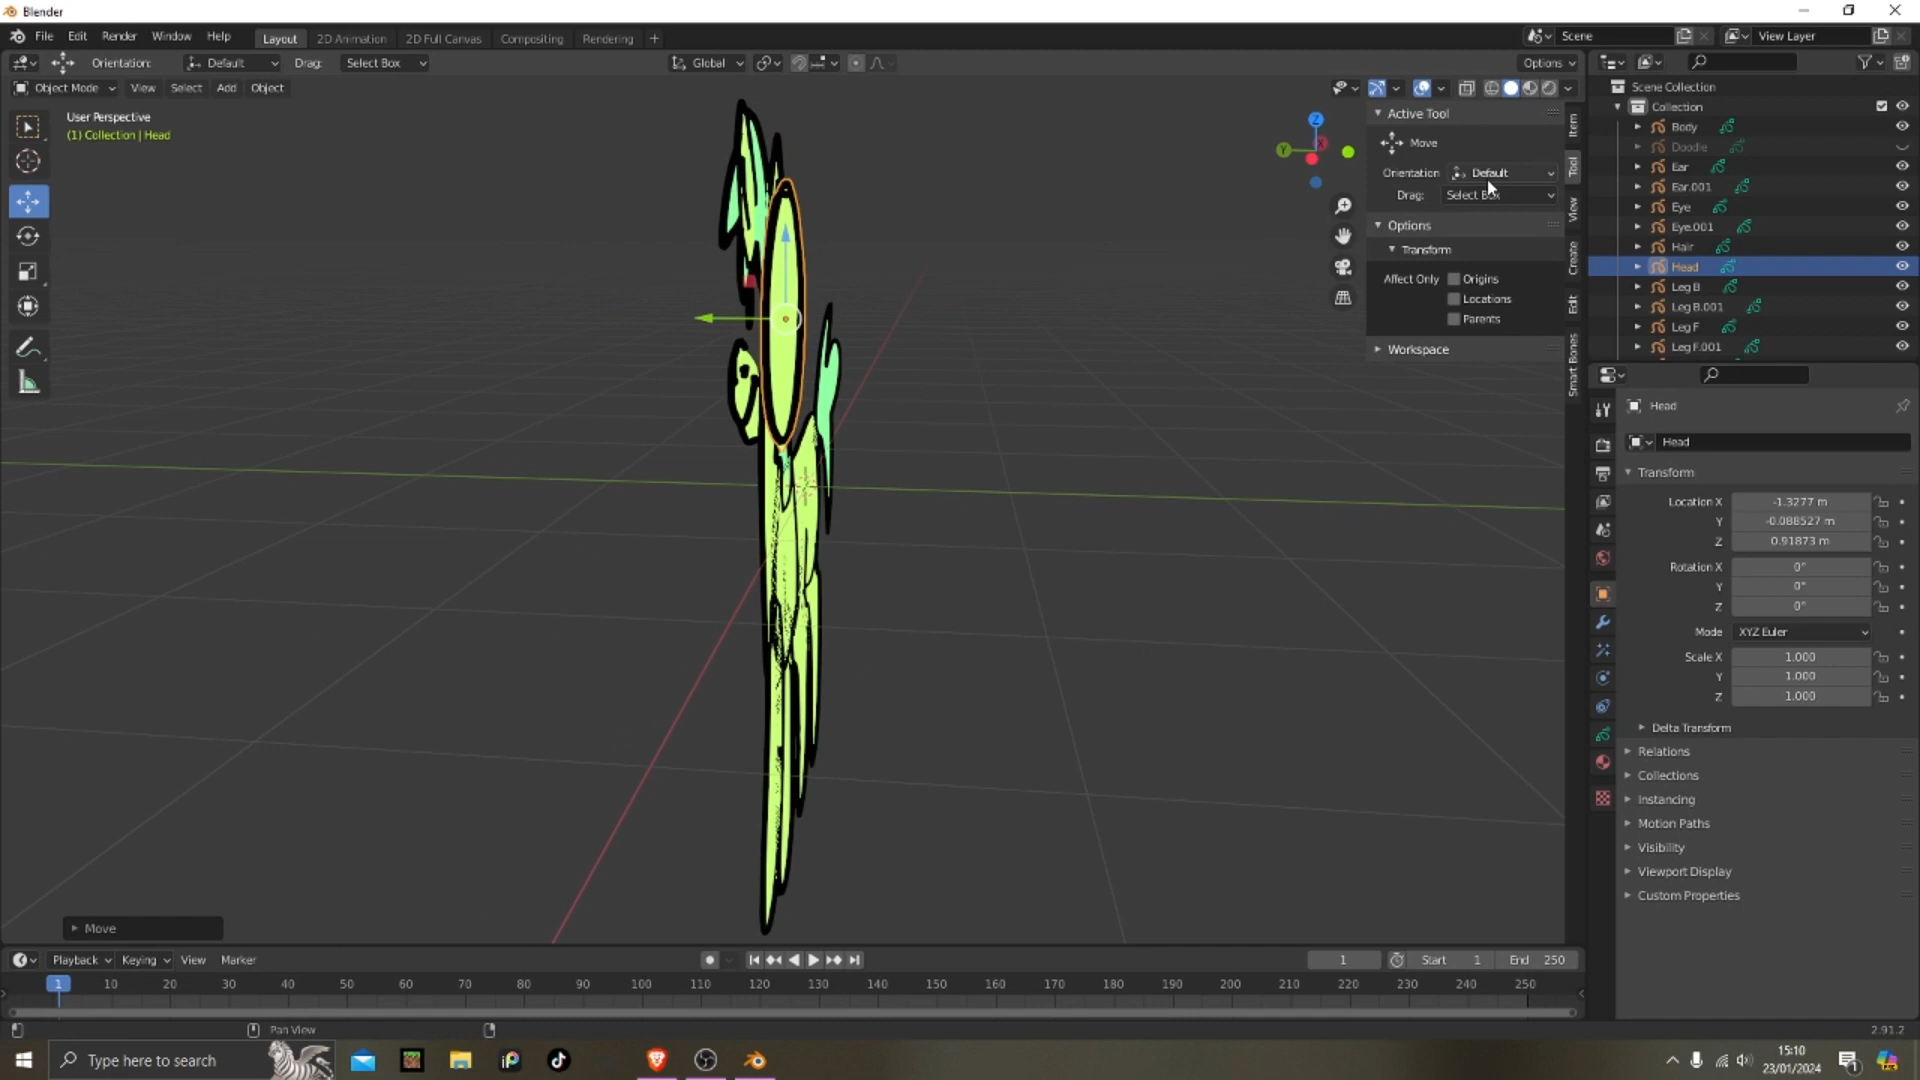 Blender
File Edit Render Window Help Layout 2D Animation 2D Full Canvas Compositing Rendering + Scene View Layer
Orientation: Default Drag: Select Box Global Options
Object Mode View Select Add Object
User Perspective
(1) Collection | Head
Z
Y
X
Active Tool
Move
Orientation Default
Drag: Select Box
Options
Transform
Affect Only Origins
Locations
Parents
Workspace
Item
Tool
View
Create
Edit
Smart Bones
Scene Collection
Collection
Body
Doodle
Ear
Ear.001
Eye
Eye.001
Hair
Head
Leg B
Leg B.001
Leg F
Leg F.001
Head
Head
Transform
Location X -1.3277 m
Y -0.088527 m
Z 0.91873 m
Rotation X 0°
Y 0°
Z 0°
Mode XYZ Euler
Scale X 1.000
Y 1.000
Z 1.000
Delta Transform
Relations
Collections
Instancing
Motion Paths
Visibility
Viewport Display
Custom Properties
Move
Playback Keying View Marker 1 Start 1 End 250
1 10 20 30 40 50 60 70 80 90 100 110 120 130 140 150 160 170 180 190 200 210 220 230 240 250
Pan View 2.91.2
Type here to search
15:10
23/01/2024
1